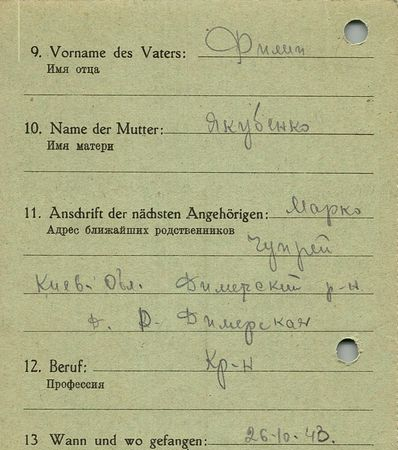 9. Vorname des Vaters: Филип
Имя отца
10. Name der Mutter: Якубенко
Имя матери
11. Anschrift der nächsten Angehörigen: Марко
Адрес ближайших родственников Чупрей
Киев. Обл. Димерский р-н
д. Димерская
12. Beruf: Кр-н
Профессия
13 Wann und wo gefangen: 26.10.43.